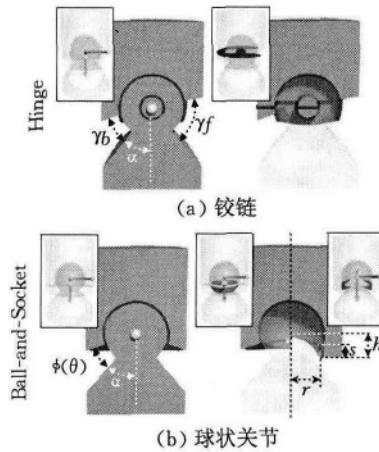 Hinge
γb
α
γf
(a) 铰链
Ball-and-Socket
ϕ(θ)
α
r
s
h
(b) 球状关节